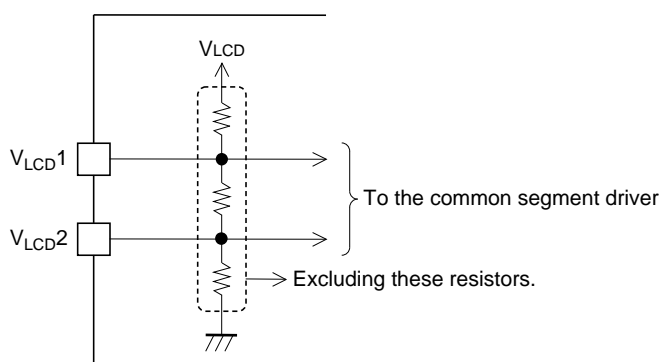 VLCD
VLCD1
To the common segment driver
VLCD2
Excluding these resistors.